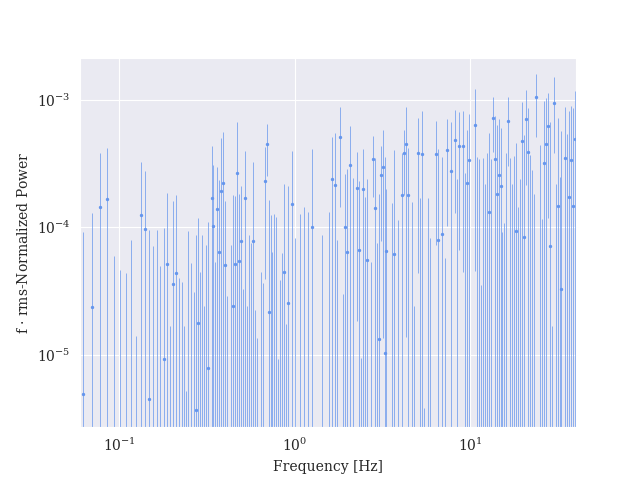 10⁻³
10⁻⁴
10⁻⁵
f · rms-Normalized Power
10⁻¹ 10⁰ 10¹
Frequency [Hz]